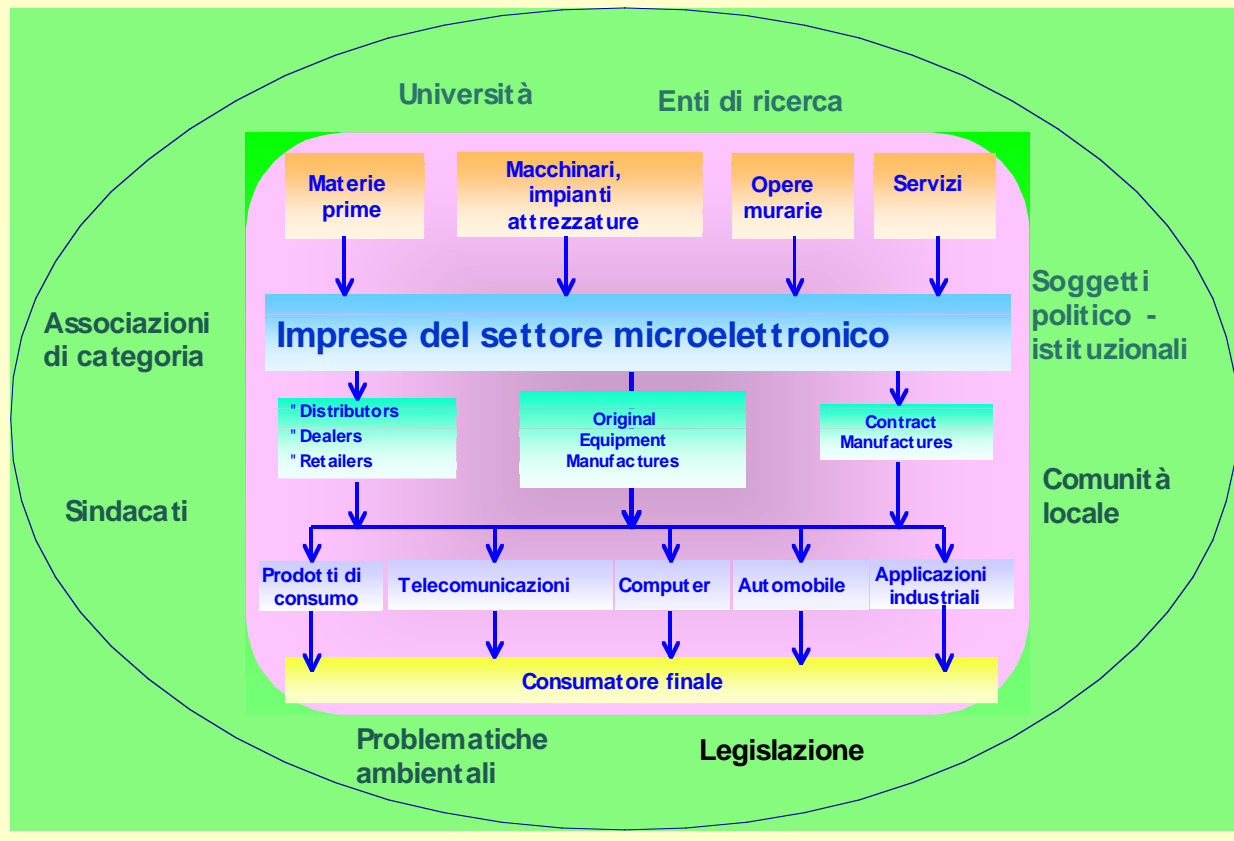 Università
Enti di ricerca
Materie
prime
Macchinari,
impianti
attrezzature
Opere
murarie
Servizi
Associazioni
di categoria
Imprese del settore microelettronico
Soggetti
politico -
istituzionali
"Distributors
"Dealers
"Retailers
Original
Equipment
Manufactures
Contract
Manufactures
Sindacati
Comunità
locale
Prodotti di
consumo
Telecomunicazioni
Computer
Automobile
Applicazioni
industriali
Consumatore finale
Problematiche
ambientali
Legislazione